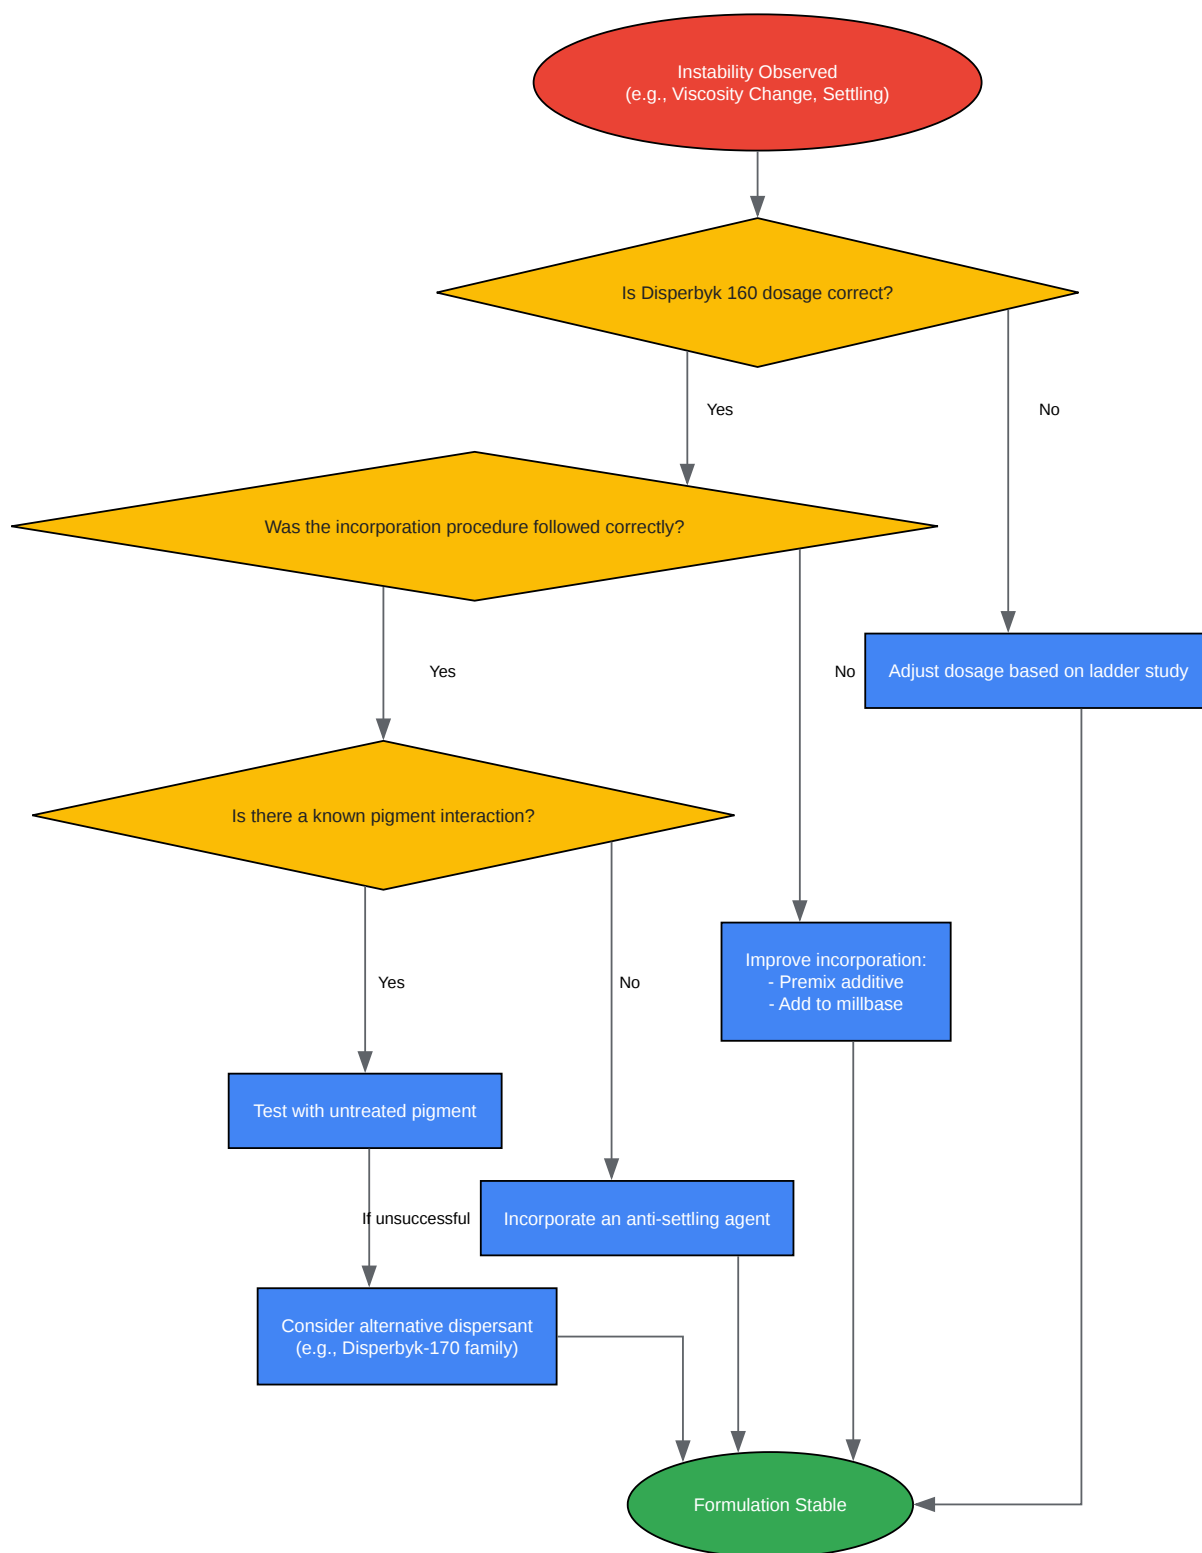 Instability Observed
(e.g., Viscosity Change, Settling)
Is Disperbyk 160 dosage correct?
Yes
No
Was the incorporation procedure followed correctly?
Yes
No
Adjust dosage based on ladder study
Is there a known pigment interaction?
Yes
No
Improve incorporation:
- Premix additive
- Add to millbase
Test with untreated pigment
If unsuccessful
Incorporate an anti-settling agent
Consider alternative dispersant
(e.g., Disperbyk-170 family)
Formulation Stable